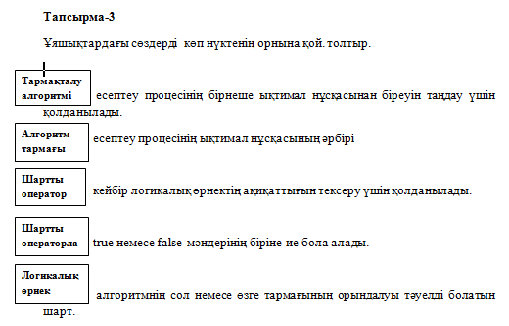 Тапсырма-3
Ұяшықтардағы сөздерді көп нүктенің орнына қой, толтыр.
Тармақталу
алгоритмі
есептеу процесінің бірнеше ықтимал нұсқасынан біреуін таңдау үшін
қолданылады.
Алгоритм
тармағы
есептеу процесінің ықтимал нұсқасының әрбірі
Шартты
оператор
кейбір логикалық өрнектің ақиқаттығын тексеру үшін қолданылады.
Шартты
операторда
true немесе false мәндерінің біріне ие бола алады.
Логикалық
өрнек
алгоритмнің сол немесе өзге тармағының орындалуы тәуелді болатын
шарт.